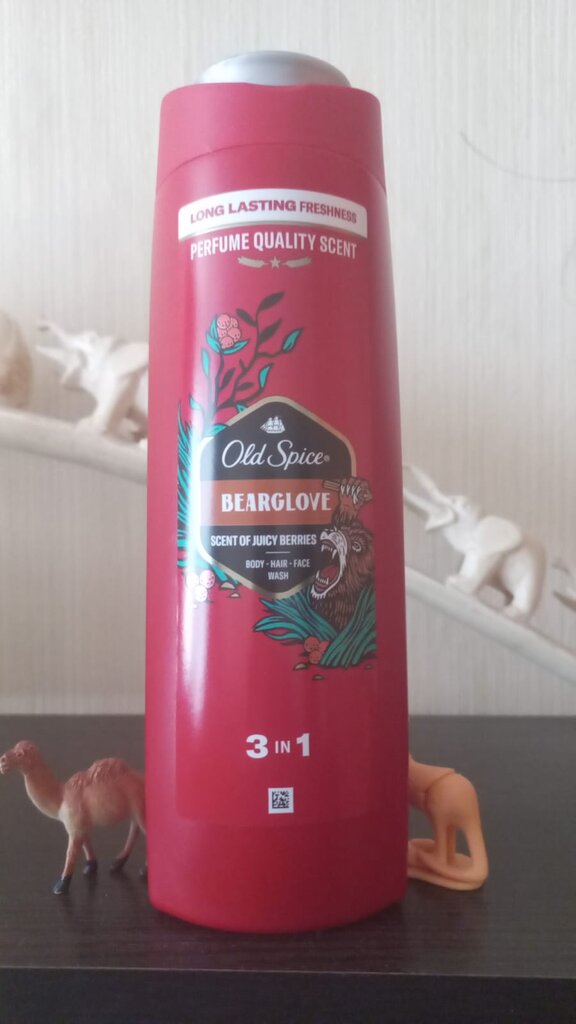 LONG LASTING FRESHNESS
PERFUME QUALITY SCENT
Old Spice®
BEARGLOVE
SCENT OF JUICY BERRIES
BODY - HAIR - FACE
WASH
3 IN 1